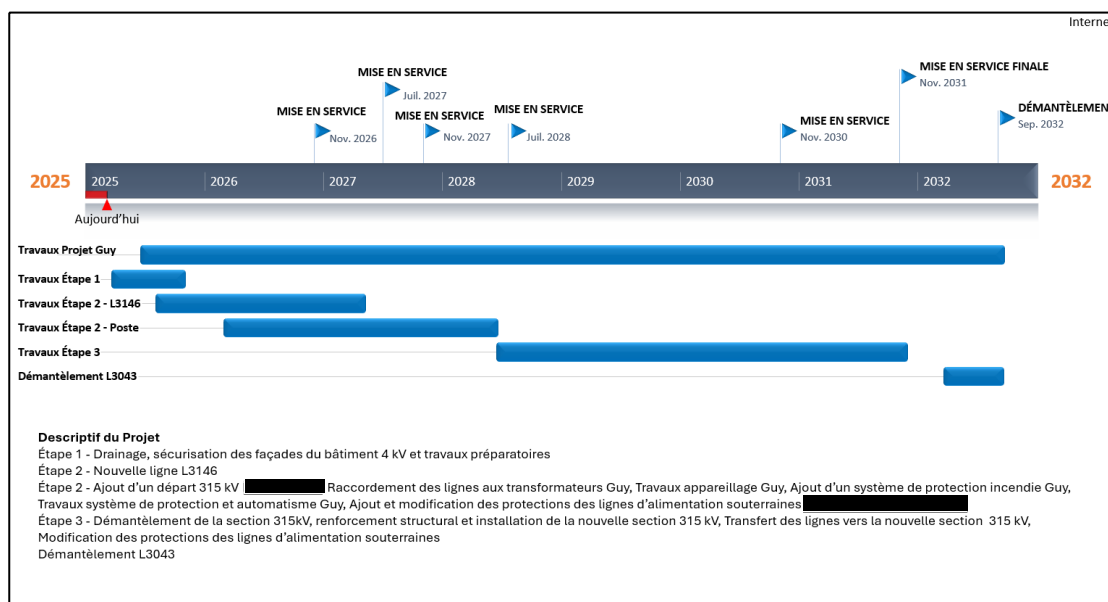 Interne
MISE EN SERVICE FINALE
Nov. 2031
MISE EN SERVICE
Juil. 2027
MISE EN SERVICE
Nov. 2026
MISE EN SERVICE
Nov. 2027
MISE EN SERVICE
Juil. 2028
MISE EN SERVICE
Nov. 2030
DÉMANTÈLEMEN
Sep. 2032
2025 2025 2026 2027 2028 2029 2030 2031 2032 2032
Aujourd'hui
Travaux Projet Guy
Travaux Étape 1
Travaux Étape 2 - L3146
Travaux Étape 2 - Poste
Travaux Étape 3
Démantèlement L3043
Descriptif du Projet
Étape 1 - Drainage, sécurisation des façades du bâtiment 4 kV et travaux préparatoires
Étape 2 - Nouvelle ligne L3146
Étape 2 - Ajout d'un départ 315 kV Raccordement des lignes aux transformateurs Guy, Travaux appareillage Guy, Ajout d'un système de protection incendie Guy,
Travaux système de protection et automatisme Guy, Ajout et modification des protections des lignes d'alimentation souterraines
Étape 3 - Démantèlement de la section 315kV, renforcement structural et installation de la nouvelle section 315 kV, Transfert des lignes vers la nouvelle section 315 kV,
Modification des protections des lignes d'alimentation souterraines
Démantèlement L3043